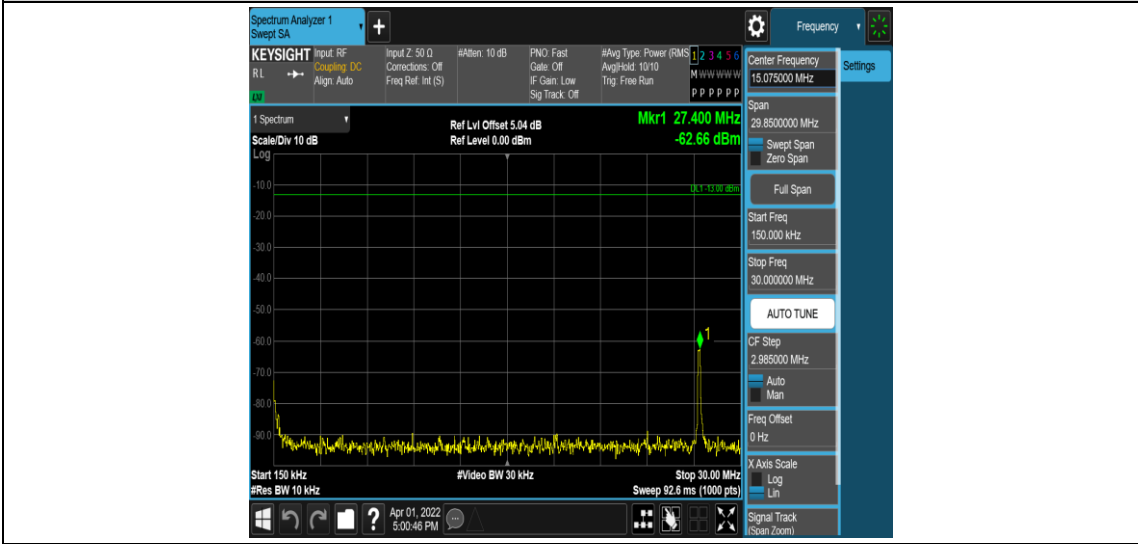 Spectrum Analyzer 1
Swept SA
+
Frequency
KEYSIGHT
RL
Input: RF
Coupling: DC
Align: Auto
Input Z: 50 Ω
Corrections: Off
Freq Ref: Int (S)
#Atten: 10 dB
PNO: Fast
Gate: Off
IF Gain: Low
Sig Track: Off
#Avg Type: Power (RMS
Avg|Hold: 10/10
Trig: Free Run
1 2 3 4 5 6
M W W W W W
P P P P P P
1 Spectrum
Scale/Div 10 dB
Log
Ref Lvl Offset 5.04 dB
Ref Level 0.00 dBm
Mkr1 27.400 MHz
-62.66 dBm
DL1 -13.00 dBm
-10.0
-20.0
-30.0
-40.0
-50.0
-60.0
-70.0
-80.0
-90.0
1
Start 150 kHz
#Res BW 10 kHz
#Video BW 30 kHz
Stop 30.00 MHz
Sweep 92.6 ms (1000 pts)
Center Frequency
15.075000 MHz
Span
29.8500000 MHz
Swept Span
Zero Span
Full Span
Start Freq
150.000 kHz
Stop Freq
30.000000 MHz
AUTO TUNE
CF Step
2.985000 MHz
Auto
Man
Freq Offset
0 Hz
X Axis Scale
Log
Lin
Signal Track
(Span Zoom)
Settings
?
Apr 01, 2022
5:00:46 PM